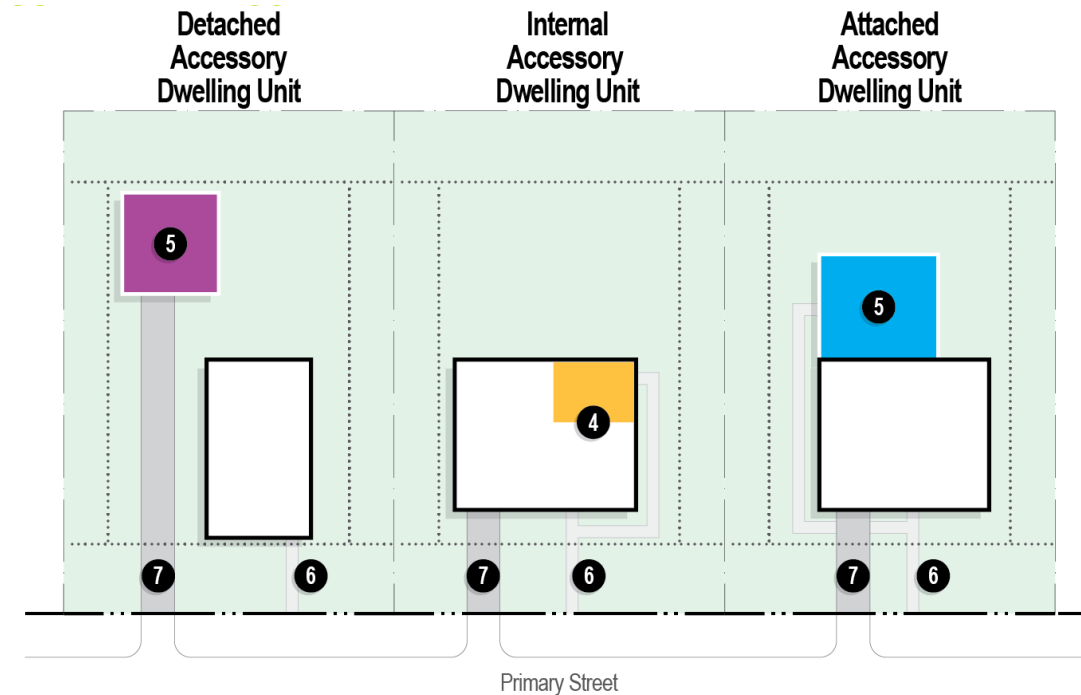 Detached
Accessory
Dwelling Unit
Internal
Accessory
Dwelling Unit
Attached
Accessory
Dwelling Unit
5
5
4
7
6
7
6
7
6
Primary Street